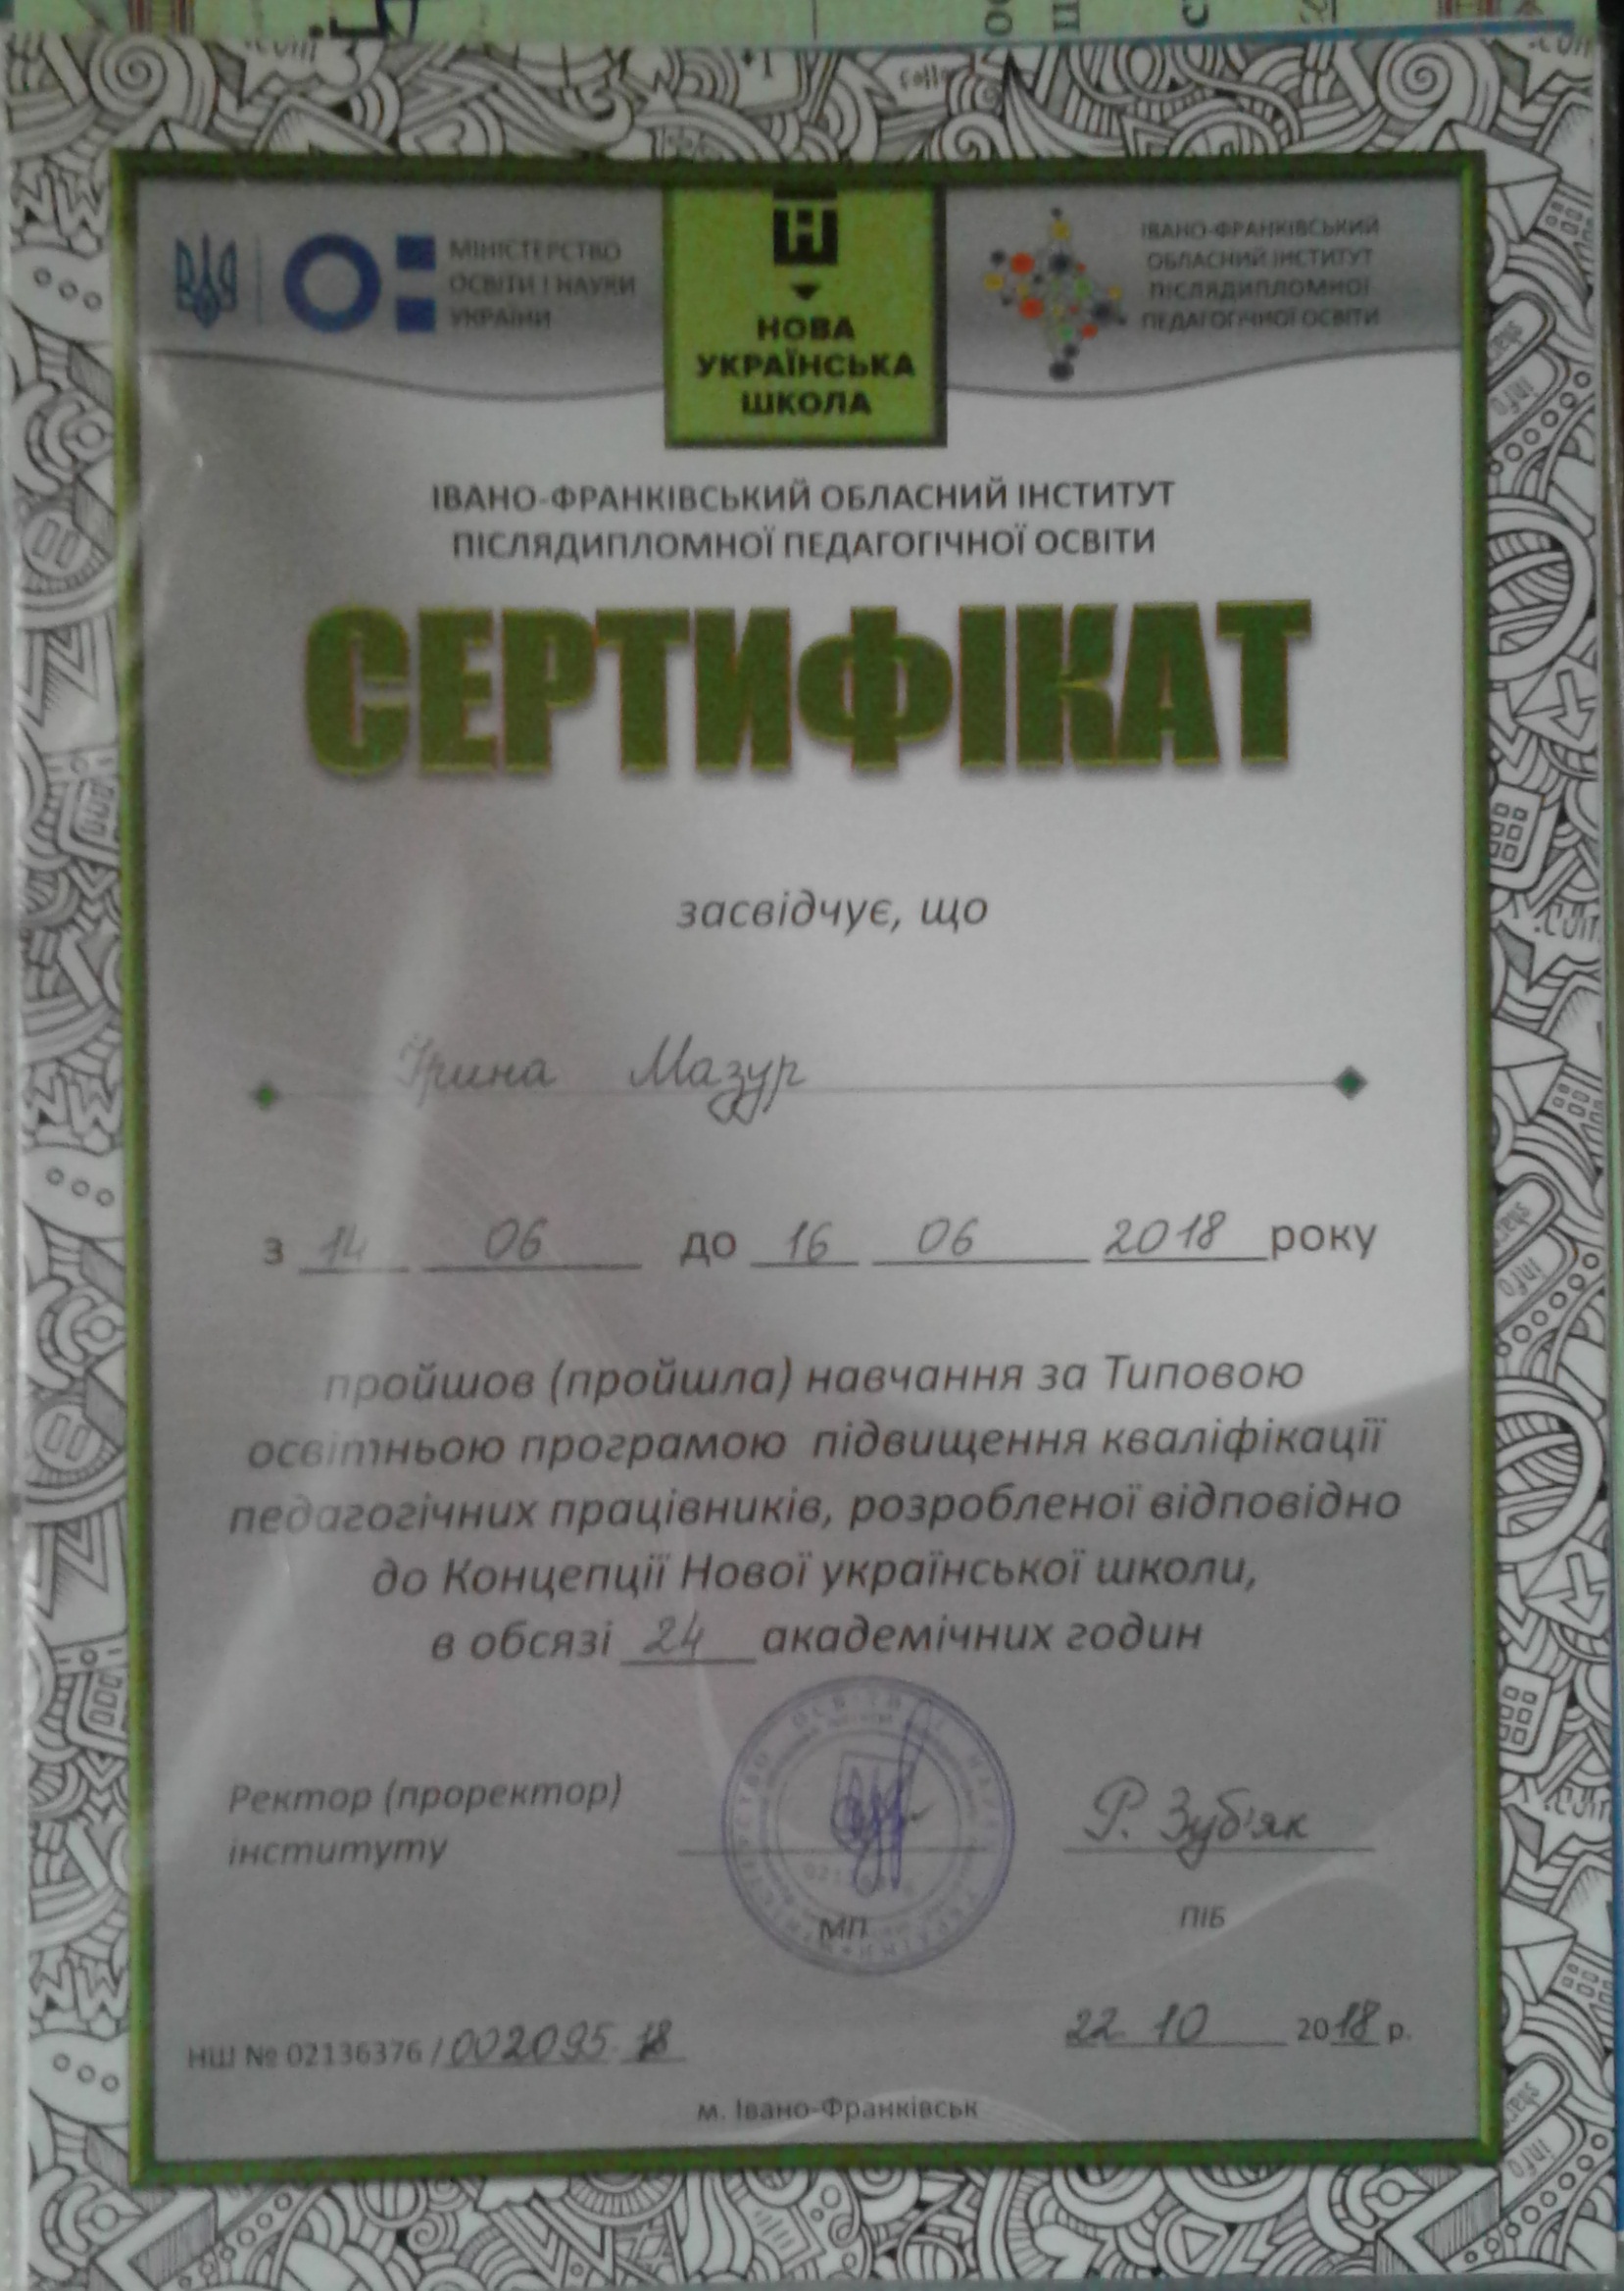 МІНІСТЕРСТВО
ОСВІТИ І НАУКИ
УКРАЇНИ
НОВА
УКРАЇНСЬКА
ШКОЛА
ІВАНО-ФРАНКІВСЬКИЙ
ОБЛАСНИЙ ІНСТИТУТ
ПІСЛЯДИПЛОМНОЇ
ПЕДАГОГІЧНОЇ ОСВІТИ
ІВАНО-ФРАНКІВСЬКИЙ ОБЛАСНИЙ ІНСТИТУТ
ПІСЛЯДИПЛОМНОЇ ПЕДАГОГІЧНОЇ ОСВІТИ
СЕРТИФІКАТ
засвідчує, що
Ірина Мазур
з 14 06 до 16 06 2018 року
пройшов (пройшла) навчання за Типовою
освітньою програмою підвищення кваліфікації
педагогічних працівників, розробленої відповідно
до Концепції Нової української школи,
в обсязі 24 академічних годин
Ректор (проректор)
інституту
Р. Зуб'як
МП
ПІБ
НШ № 02136376 / 002095 18
22 10 2018 р.
м. Івано-Франківськ